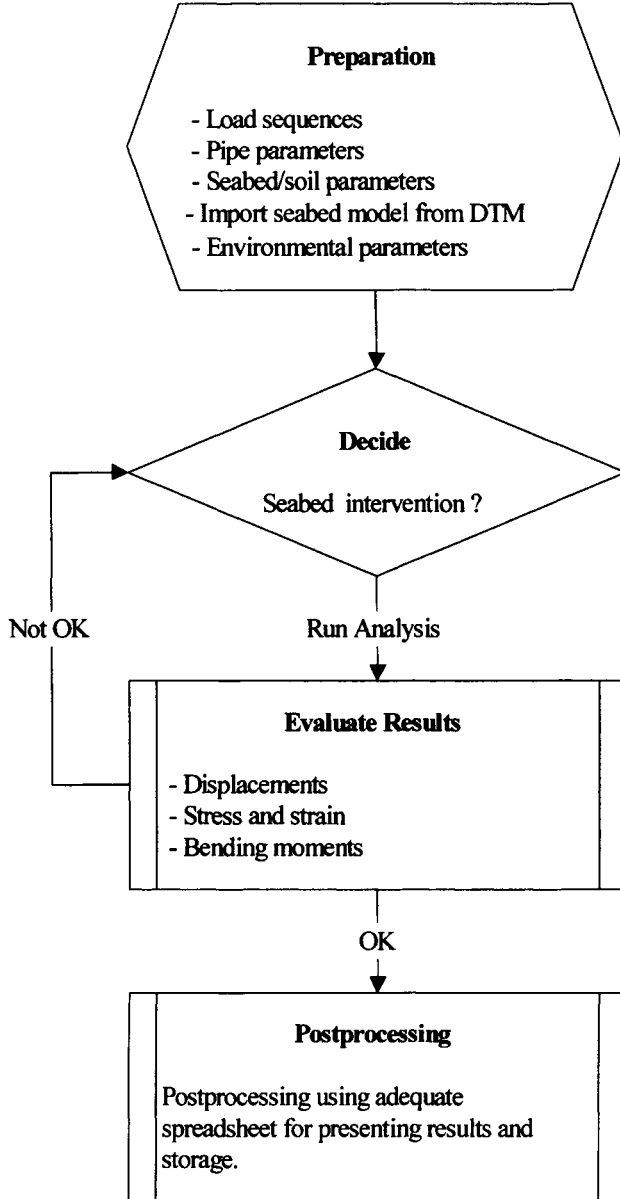 Preparation
- Load sequences
- Pipe parameters
- Seabed/soil parameters
- Import seabed model from DTM
- Environmental parameters
Decide
Seabed intervention ?
Not OK
Run Analysis
Evaluate Results
- Displacements
- Stress and strain
- Bending moments
OK
Postprocessing
Postprocessing using adequate
spreadsheet for presenting results and
storage.